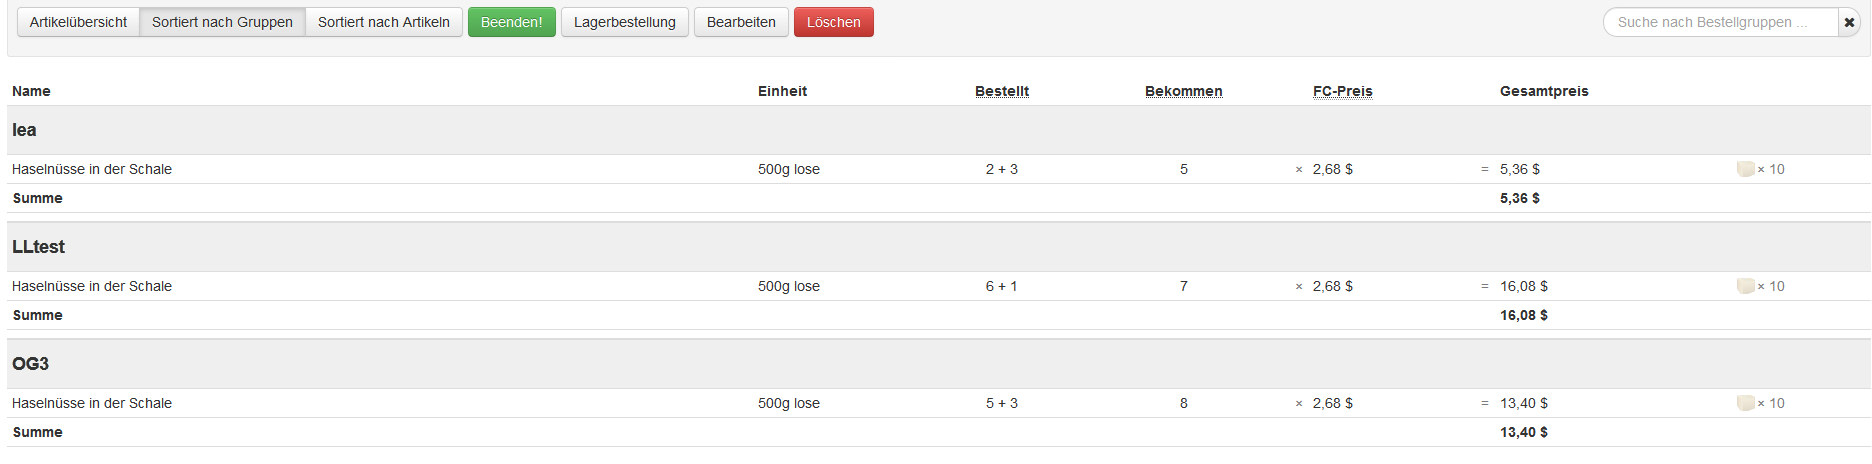 Artikelübersicht Sortiert nach Gruppen Sortiert nach Artikeln Beenden! Lagerbestellung Bearbeiten Löschen Suche nach Bestellgruppen ... ✖
Name Einheit Bestellt Bekommen FC-Preis Gesamtpreis
lea
Haselnüsse in der Schale 500g lose 2 + 3 5 × 2,68 $ = 5,36 $ × 10
Summe 5,36 $
LLtest
Haselnüsse in der Schale 500g lose 6 + 1 7 × 2,68 $ = 16,08 $ × 10
Summe 16,08 $
OG3
Haselnüsse in der Schale 500g lose 5 + 3 8 × 2,68 $ = 13,40 $ × 10
Summe 13,40 $